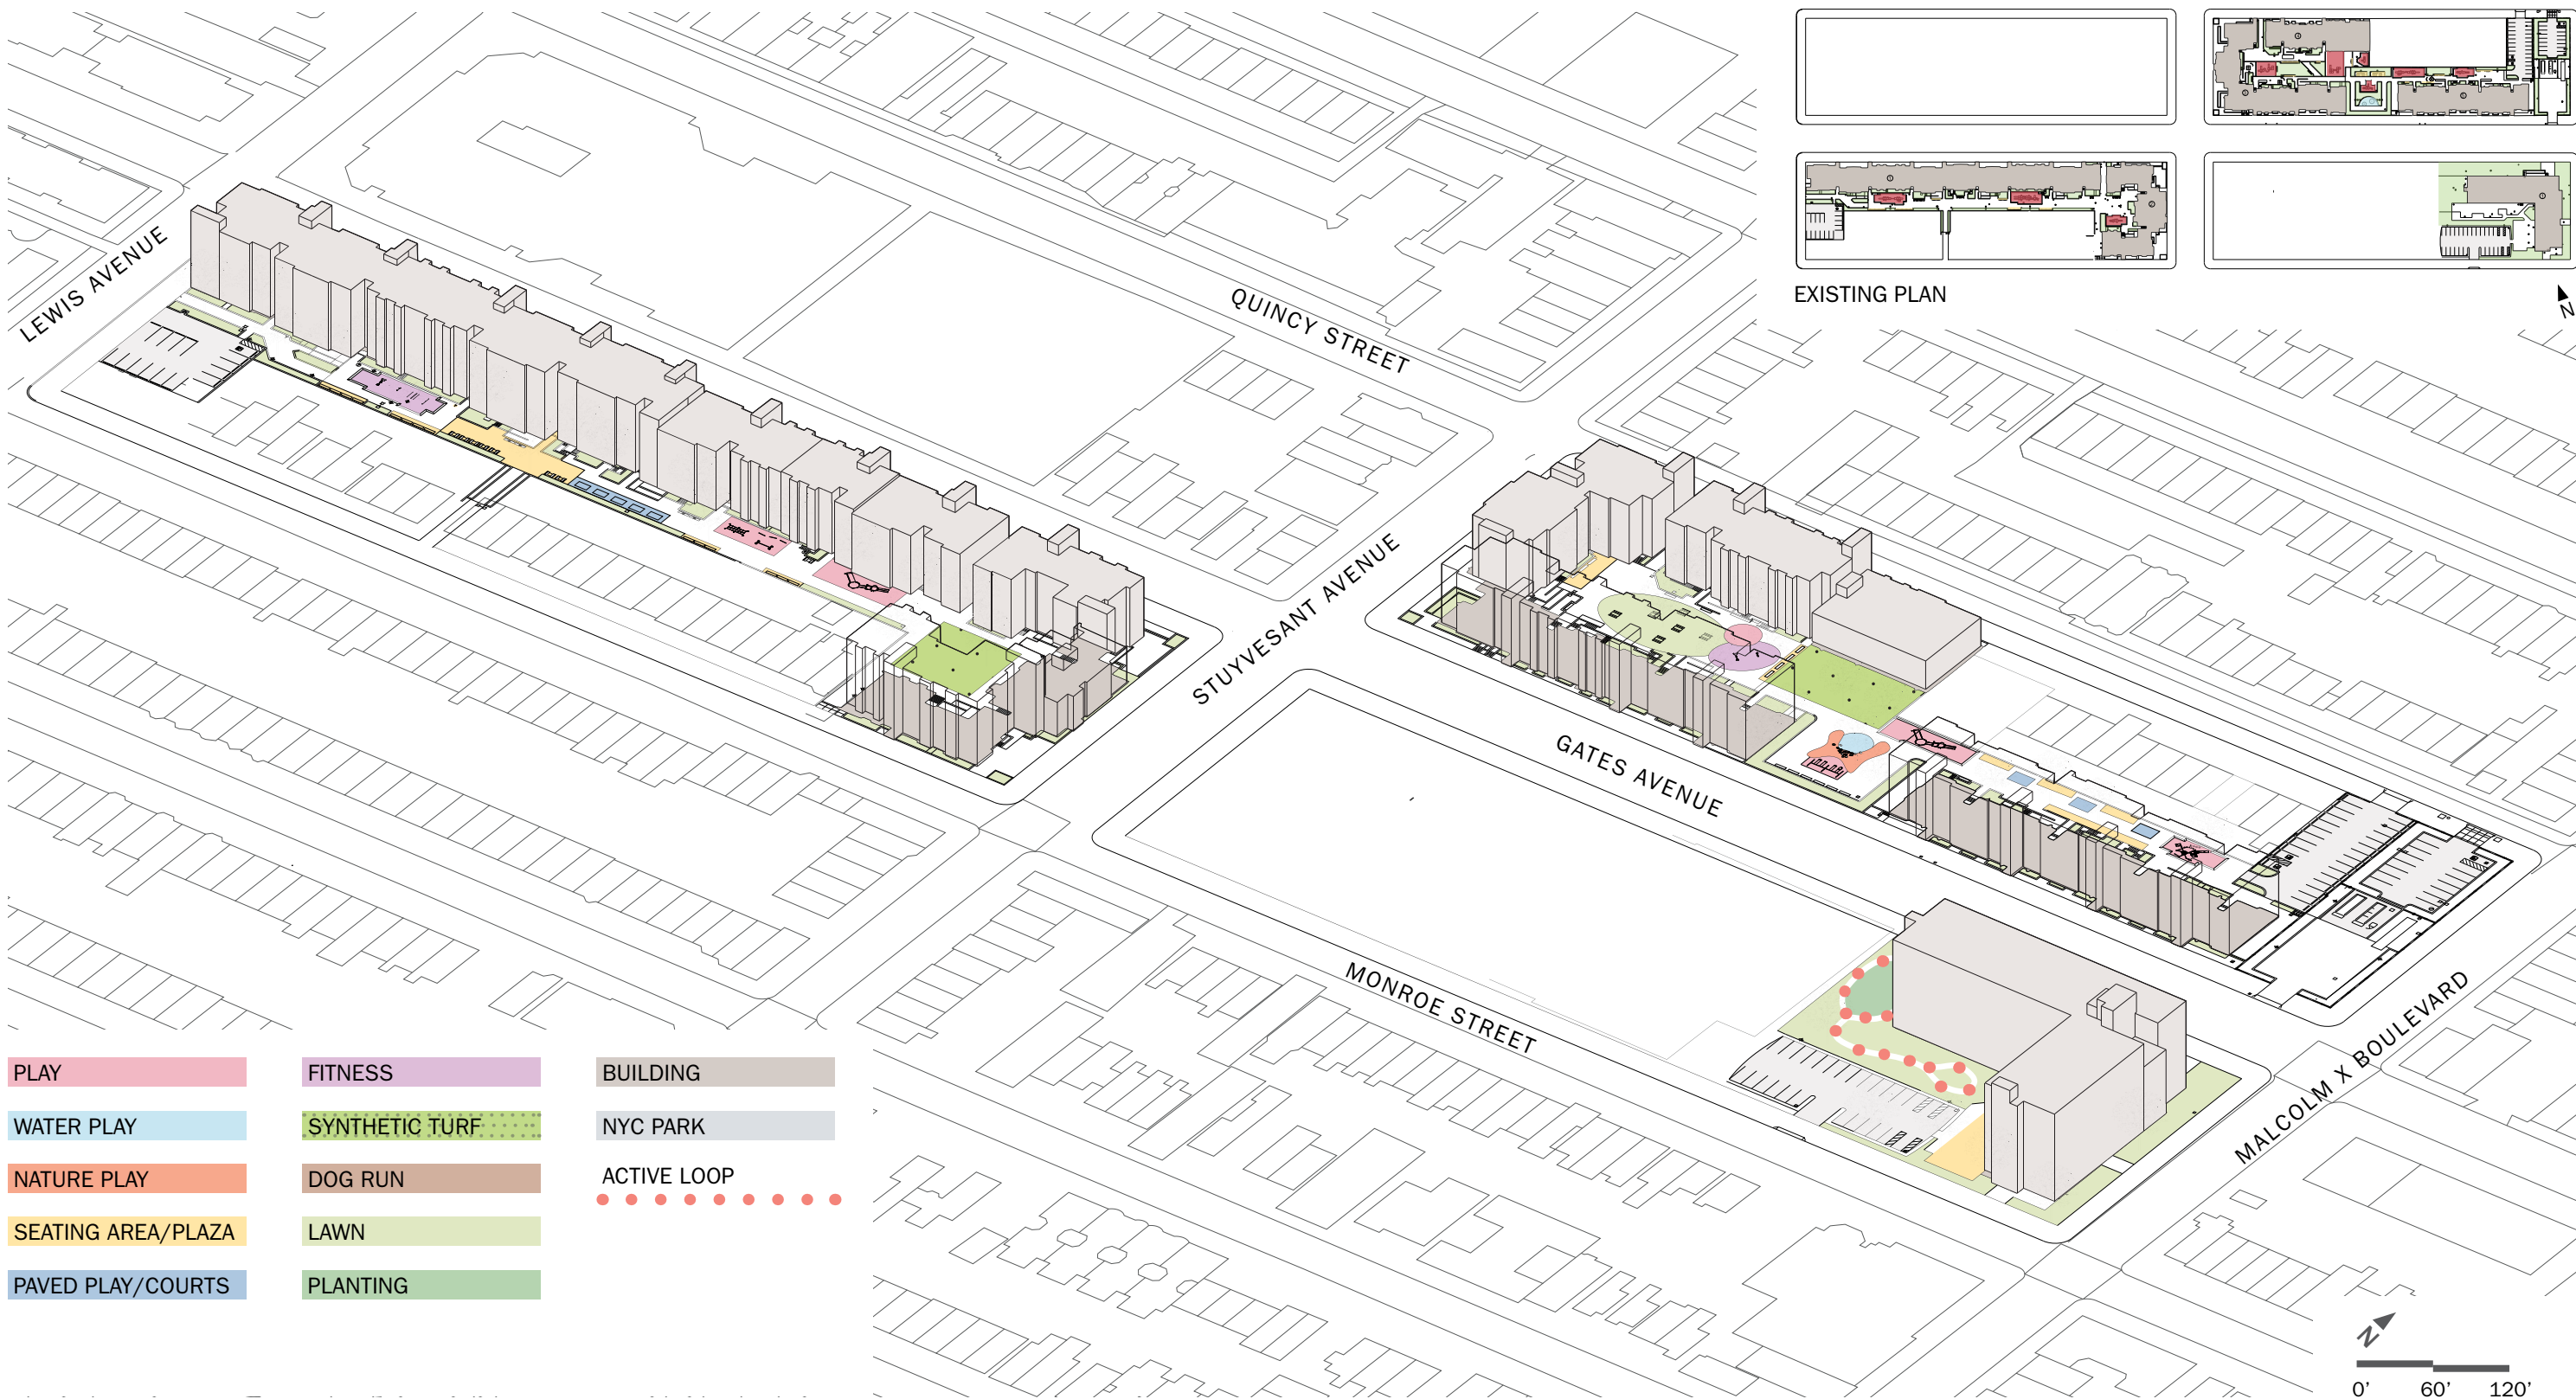 LEWIS AVENUE
QUINCY STREET
STUYVESANT AVENUE
GATES AVENUE
MONROE STREET
MALCOLM X BOULEVARD
EXISTING PLAN
N
PLAY
WATER PLAY
NATURE PLAY
SEATING AREA/PLAZA
PAVED PLAY/COURTS
FITNESS
SYNTHETIC TURF
DOG RUN
LAWN
PLANTING
BUILDING
NYC PARK
ACTIVE LOOP
N
0' 60' 120'